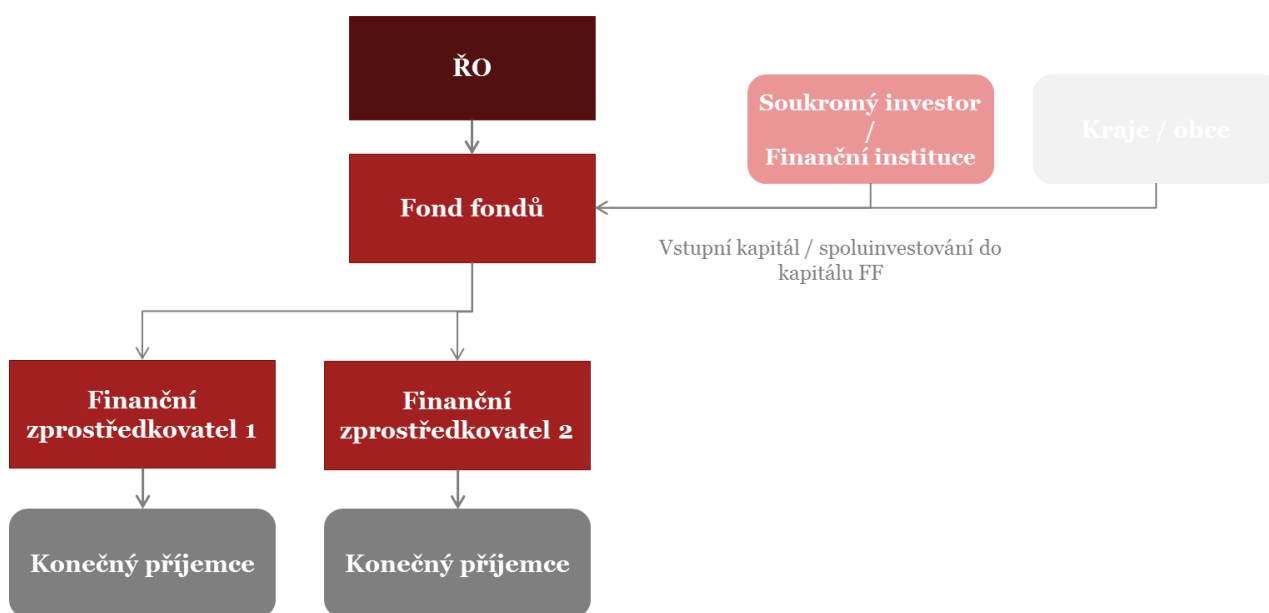 ŘO
Soukromý investor
/
Finanční instituce
Kraje / obce
Fond fondů
Vstupní kapitál / spoluinvestování do
kapitálu FF
Finanční
zprostředkovatel 1
Finanční
zprostředkovatel 2
Konečný příjemce
Konečný příjemce